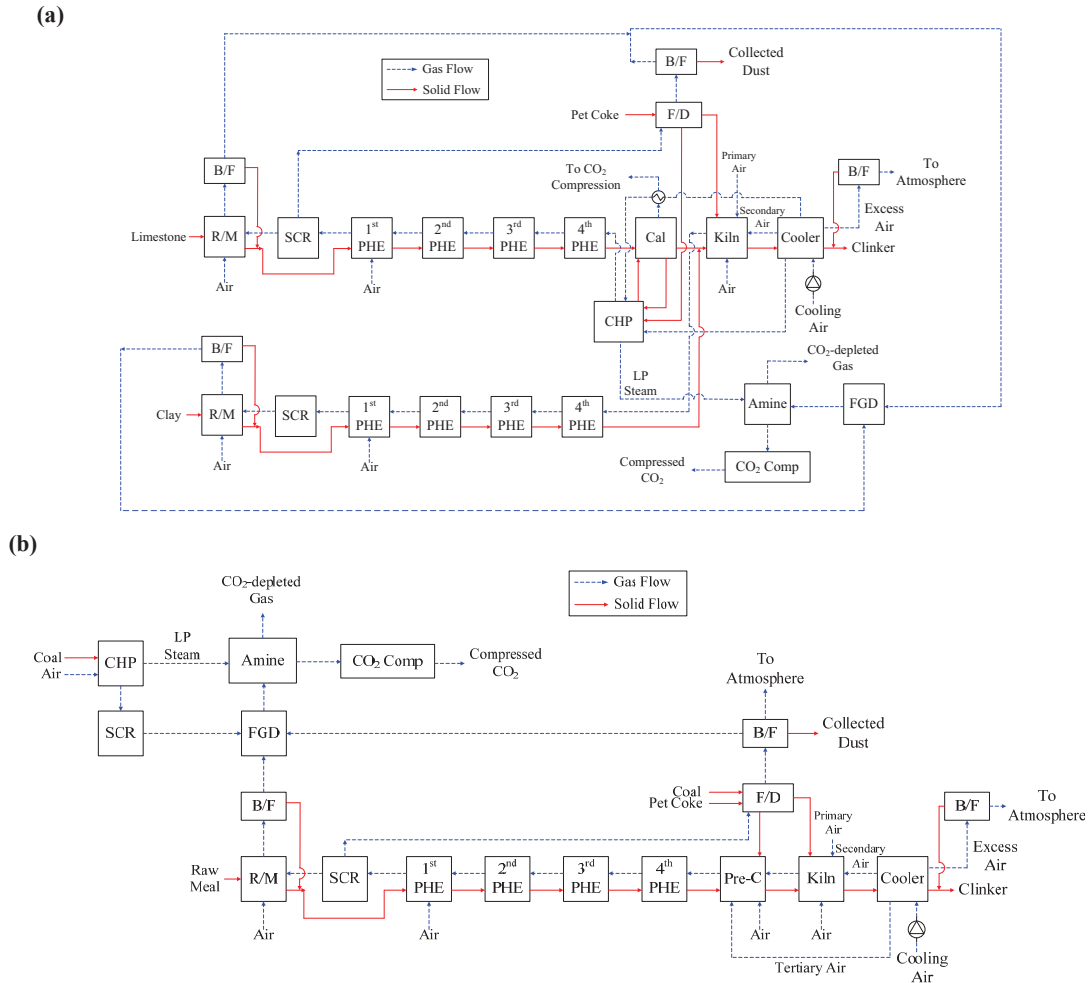 (a)
Gas Flow
Solid Flow
B/F
Collected
Dust
Pet Coke
F/D
B/F
To CO2
Compression
Primary
Air
B/F
To
Atmosphere
Secondary
Air
Excess
Air
Limestone
R/M
SCR
1st
PHE
2nd
PHE
3rd
PHE
4th
PHE
Cal
Kiln
Cooler
Clinker
Air
Air
Air
Cooling
Air
CHP
B/F
LP
Steam
CO2-depleted
Gas
Clay
R/M
SCR
1st
PHE
2nd
PHE
3rd
PHE
4th
PHE
Amine
FGD
Air
Air
Compressed
CO2
CO2 Comp
(b)
CO2-depleted
Gas
Gas Flow
Solid Flow
Coal
Air
CHP
LP
Steam
Amine
CO2 Comp
Compressed
CO2
To
Atmosphere
SCR
FGD
B/F
Collected
Dust
B/F
Coal
Pet Coke
F/D
B/F
To
Atmosphere
Primary
Air
Secondary
Air
Excess
Air
Raw
Meal
R/M
SCR
1st
PHE
2nd
PHE
3rd
PHE
4th
PHE
Pre-C
Kiln
Cooler
Clinker
Air
Air
Air
Air
Tertiary Air
Cooling
Air